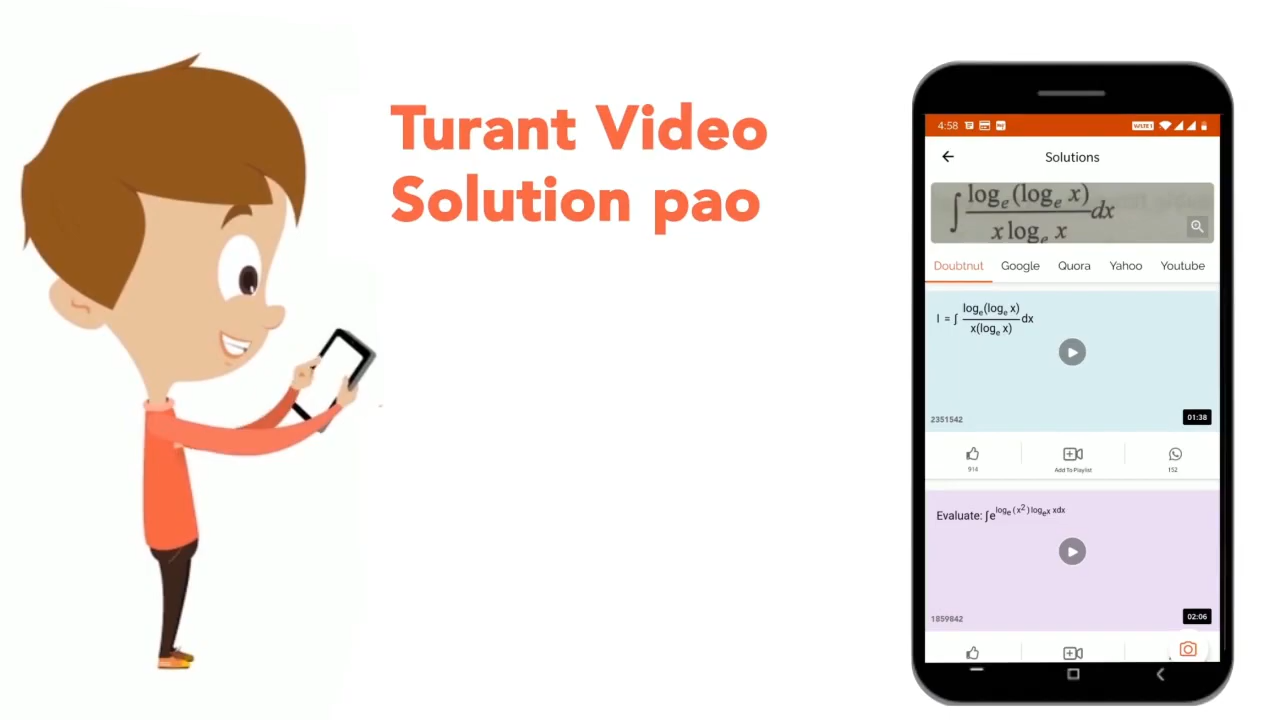 Turant Video
Solution pao
4:58
Solutions
∫ logₑ(logₑ x) / x logₑ x dx
Doubtnut Google Quora Yahoo Youtube
I = ∫ logₑ(logₑ x) / x(logₑ x) dx
2351542 01:38
914 Add To Playlist 152
Evaluate: ∫e^logₑ(x²)logₑx xdx
1859842 02:06